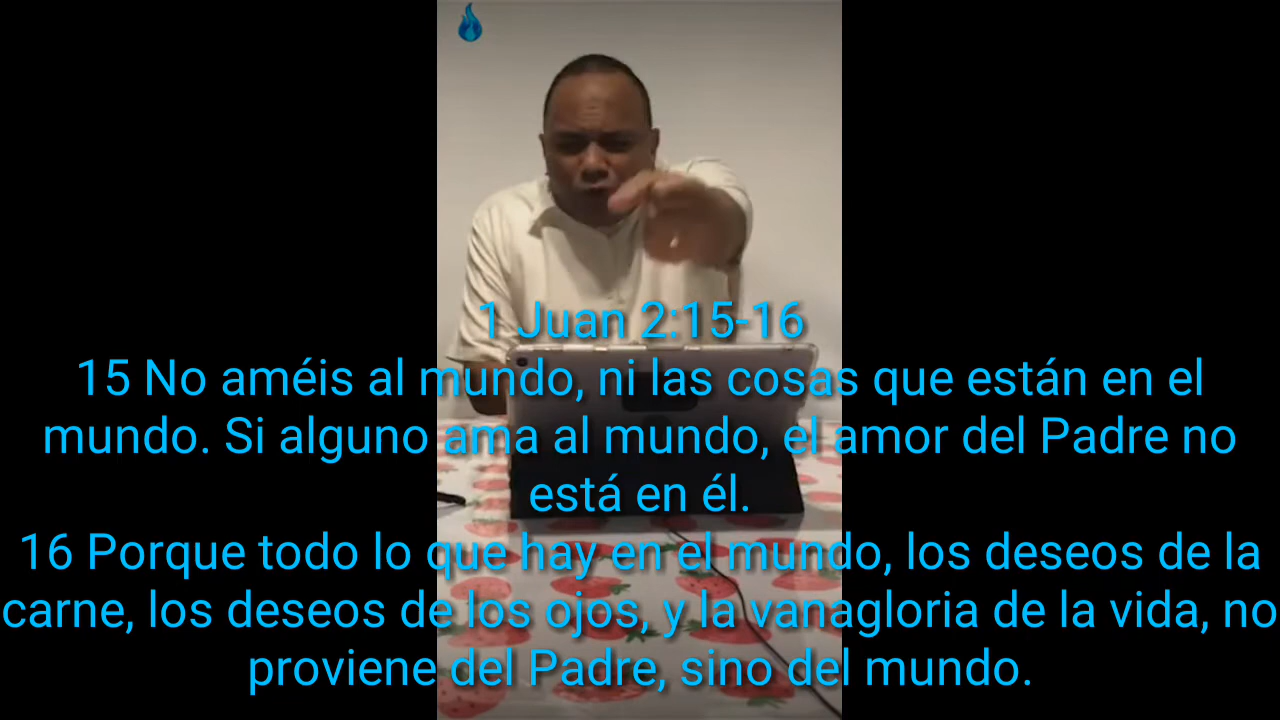 1 Juan 2:15-16
15 No améis al mundo, ni las cosas que están en el
mundo. Si alguno ama al mundo, el amor del Padre no
está en él.
16 Porque todo lo que hay en el mundo, los deseos de la
carne, los deseos de los ojos, y la vanagloria de la vida, no
proviene del Padre, sino del mundo.